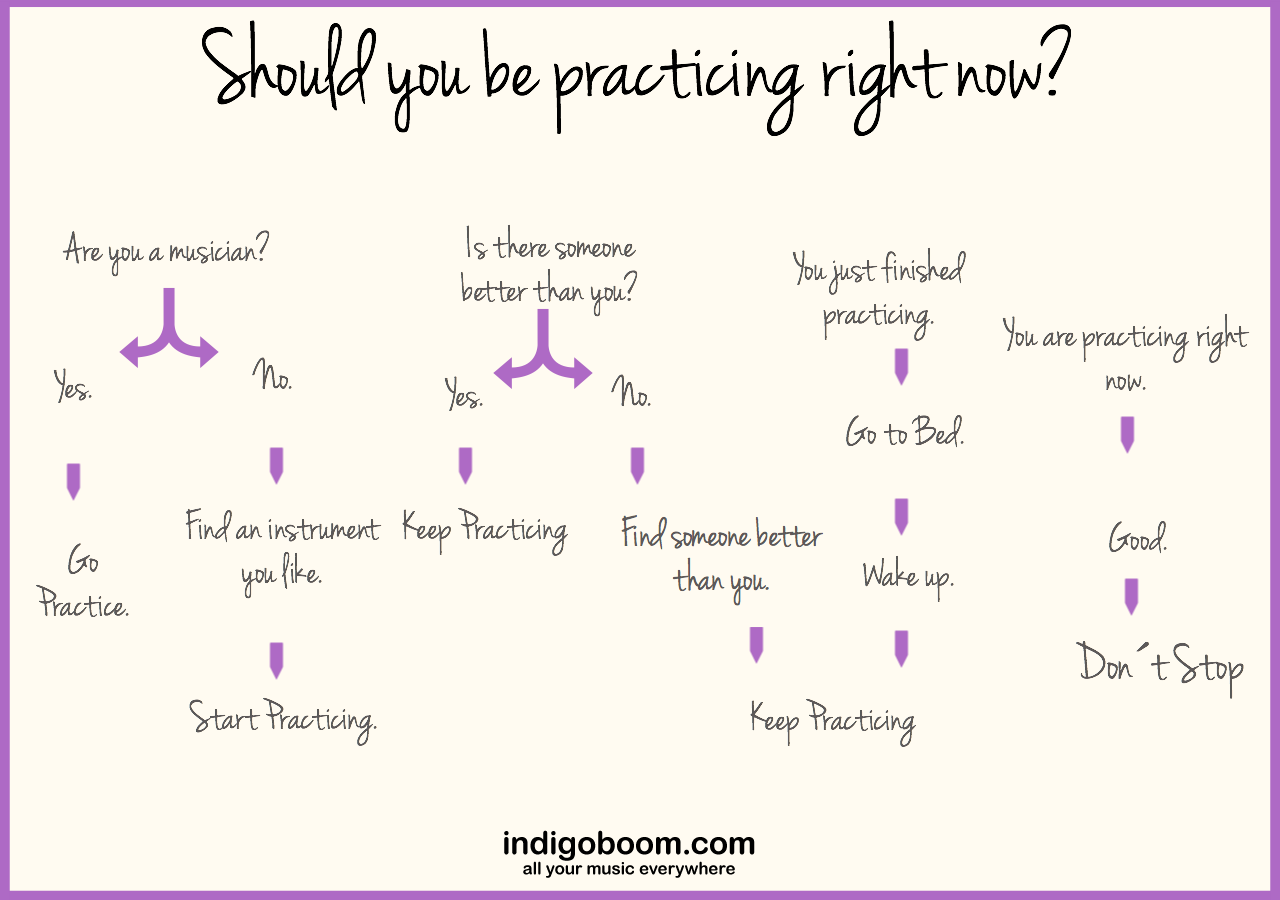 Should you be practicing right now?
Are you a musician?
Yes.
No.
Go
Practice.
Find an instrument
you like.
Start Practicing.
Is there someone
better than you?
Yes.
No.
Keep Practicing
Find someone better
than you.
You just finished
practicing.
Go to Bed.
Wake up.
Keep Practicing
You are practicing right
now.
Good.
Don´t Stop
indigoboom.com
all your music everywhere